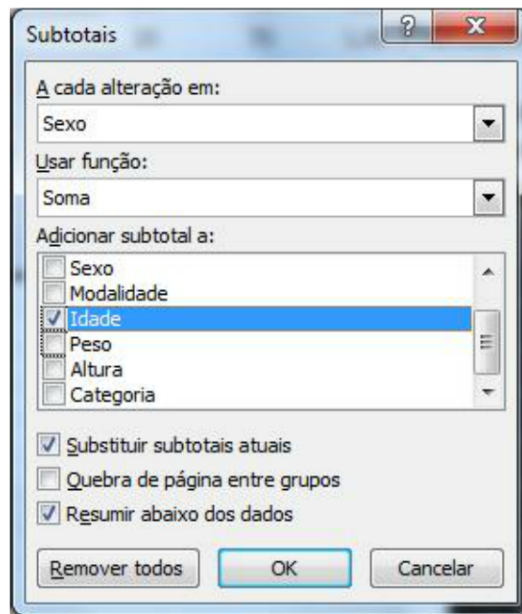 Subtotais
A cada alteração em:
Sexo
Usar função:
Soma
Adicionar subtotal a:
Sexo
Modalidade
Idade
Peso
Altura
Categoria
Substituir subtotais atuais
Quebra de página entre grupos
Resumir abaixo dos dados
Remover todos OK Cancelar